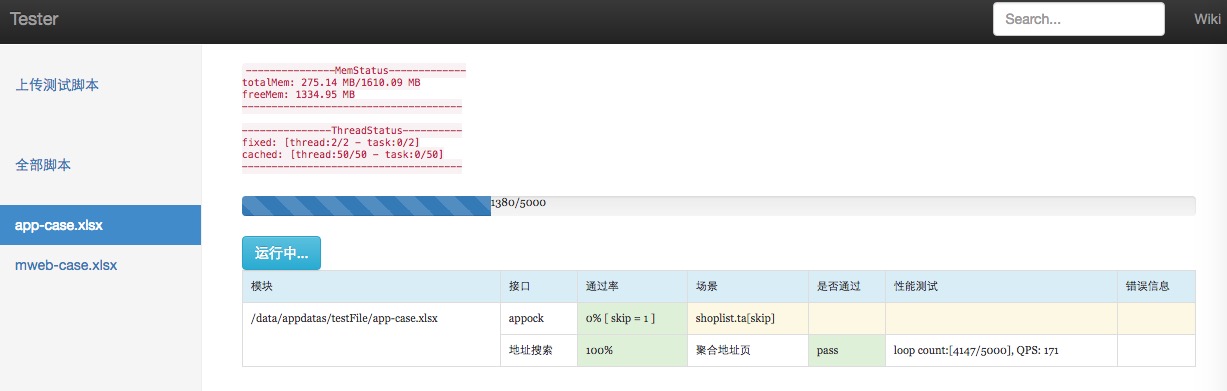 Tester
Search...
Wiki
上传测试脚本
全部脚本
app-case.xlsx
mweb-case.xlsx
---------------MemStatus-------------
totalMem: 275.14 MB/1610.09 MB
freeMem: 1334.95 MB
-------------------------------------
---------------ThreadStatus----------
fixed: [thread:2/2 - task:0/2]
cached: [thread:50/50 - task:0/50]
-------------------------------------
1380/5000
运行中...
模块 接口 通过率 场景 是否通过 性能测试 错误信息
/data/appdatas/testFile/app-case.xlsx appock 0% [ skip = 1 ] shoplist.ta[skip]
地址搜索 100% 聚合地址页 pass loop count:[4147/5000], QPS: 171